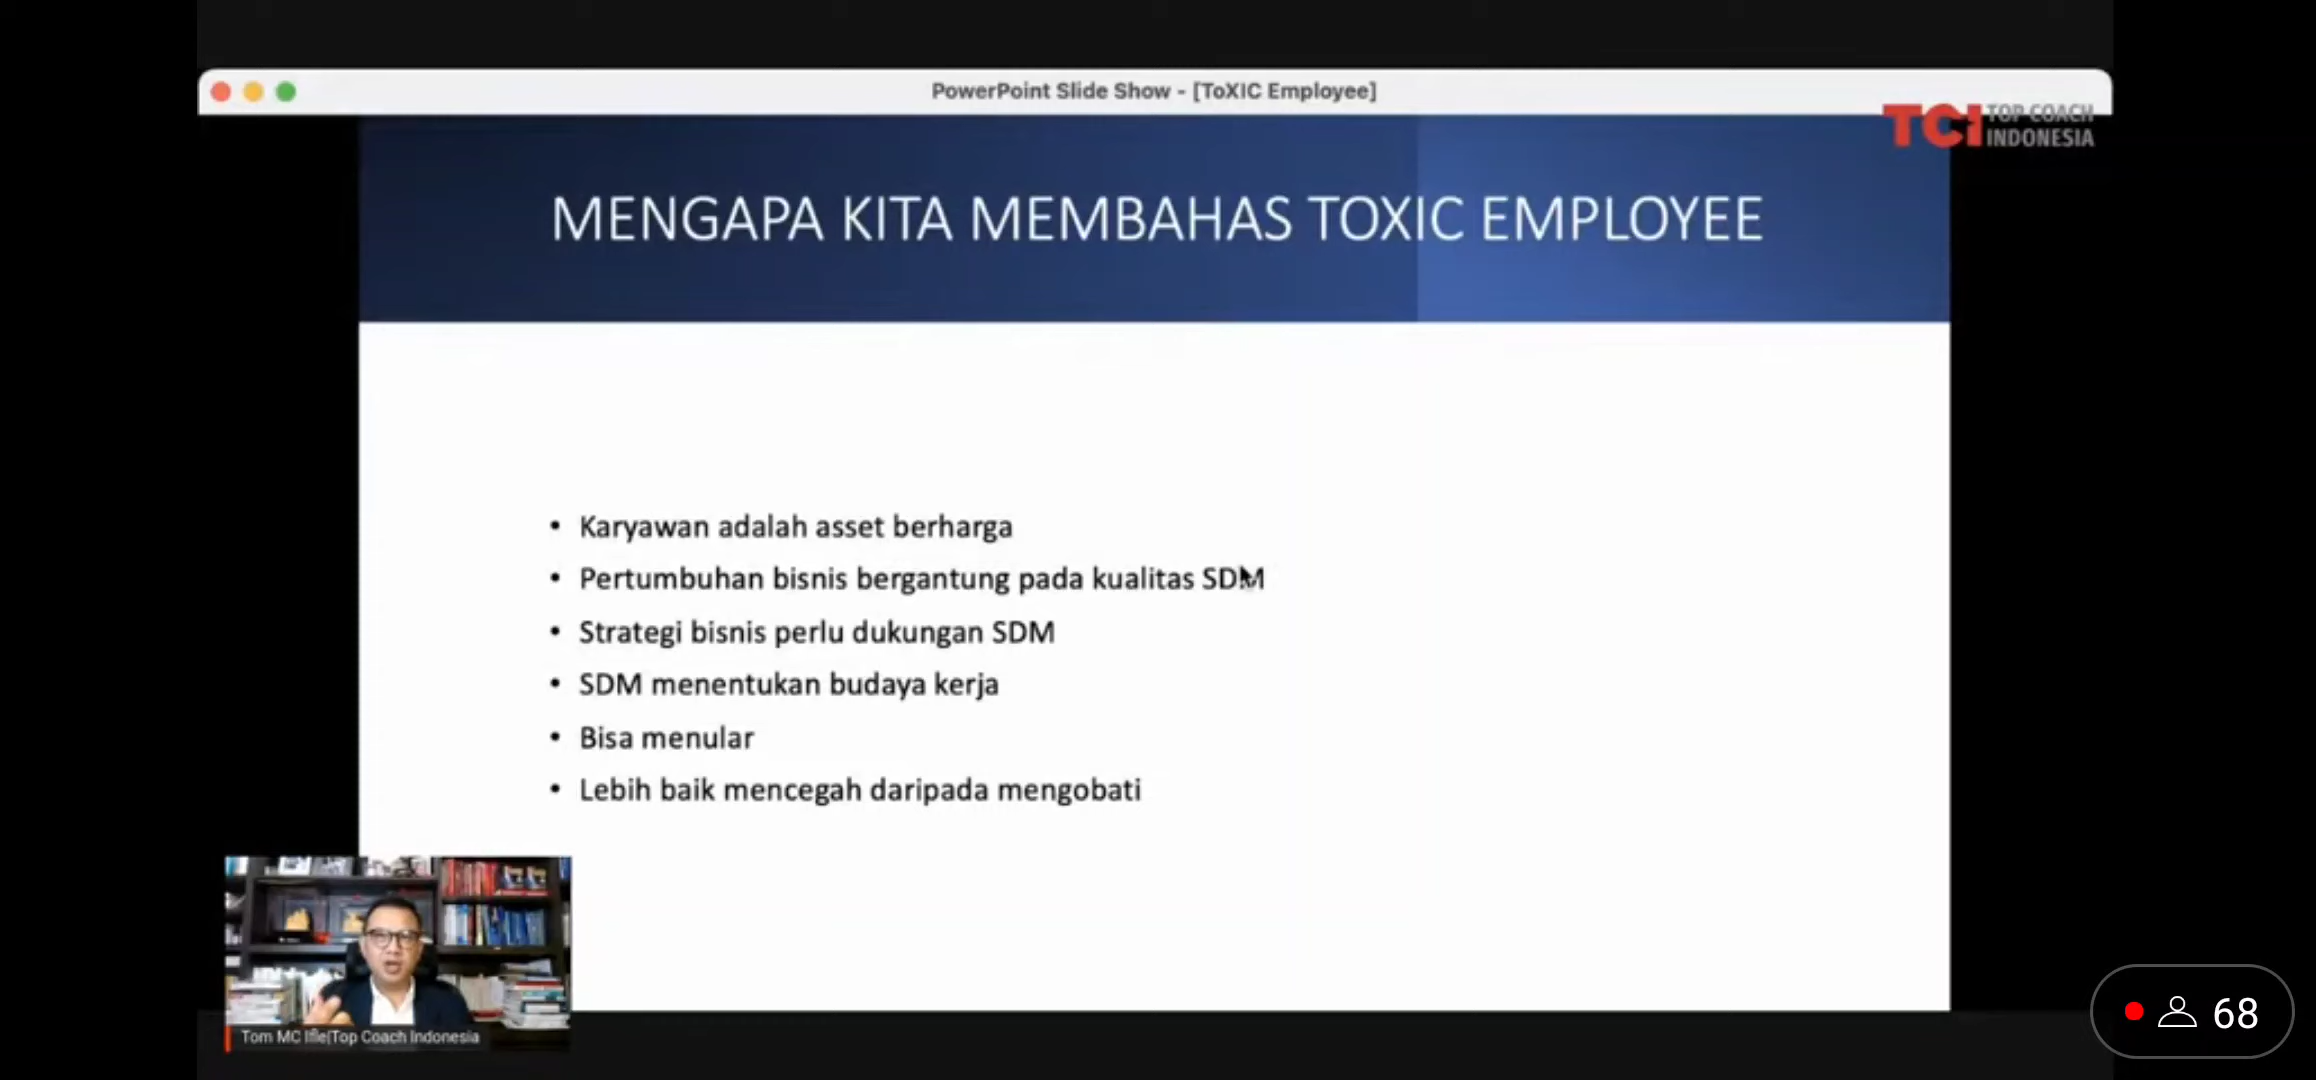 PowerPoint Slide Show - [ToXIC Employee]
TCI TOP COACH
INDONESIA
MENGAPA KITA MEMBAHAS TOXIC EMPLOYEE
• Karyawan adalah asset berharga
• Pertumbuhan bisnis bergantung pada kualitas SDM
• Strategi bisnis perlu dukungan SDM
• SDM menentukan budaya kerja
• Bisa menular
• Lebih baik mencegah daripada mengobati
Tom MC Ifle|Top Coach Indonesia
68